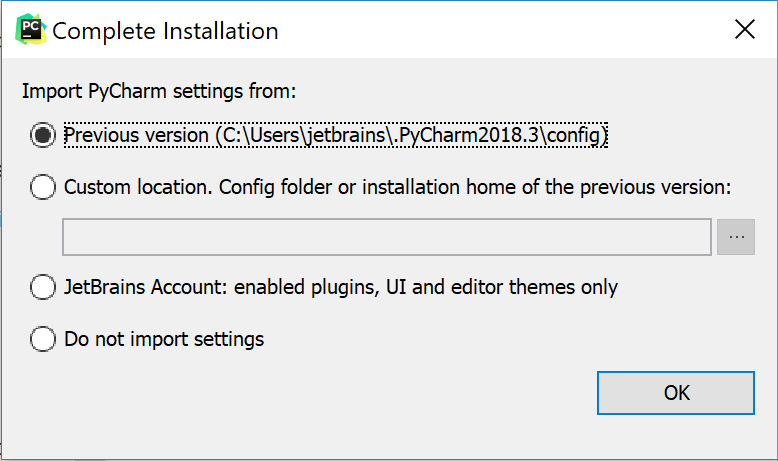 PC
Complete Installation
Import PyCharm settings from:
Previous version (C:\Users\jetbrains\.PyCharm2018.3\config)
Custom location. Config folder or installation home of the previous version:
...
JetBrains Account: enabled plugins, UI and editor themes only
Do not import settings
OK